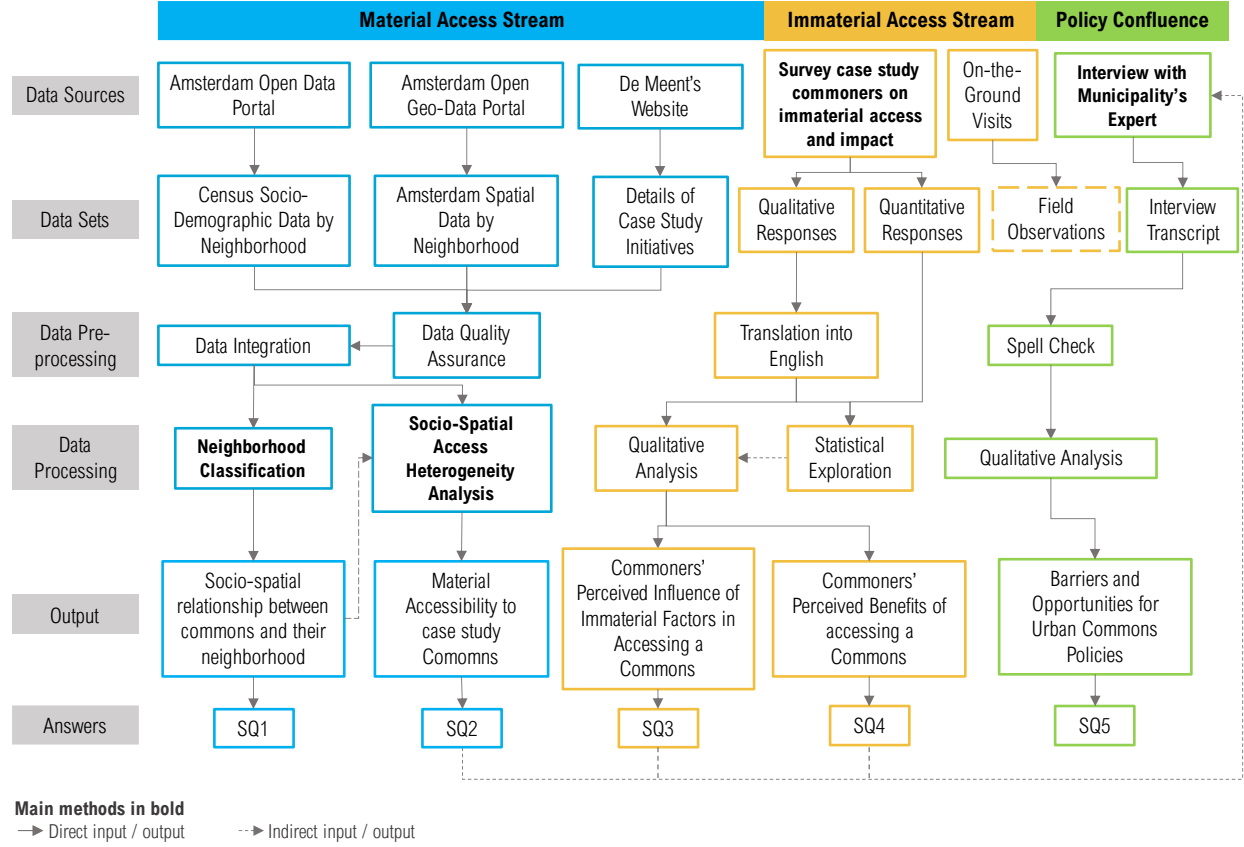 Material Access Stream
Immaterial Access Stream
Policy Confluence
Data Sources
Amsterdam Open Data
Portal
Amsterdam Open
Geo-Data Portal
De Meent's
Website
Survey case study
commoners on
immaterial access
and impact
On-the-
Ground
Visits
Interview with
Municipality's
Expert
Data Sets
Census Socio-
Demographic Data by
Neighborhood
Amsterdam Spatial
Data by
Neighborhood
Details of
Case Study
Initiatives
Qualitative
Responses
Quantitative
Responses
Field
Observations
Interview
Transcript
Data Pre-
processing
Data Integration
Data Quality
Assurance
Translation into
English
Spell Check
Data
Processing
Neighborhood
Classification
Socio-Spatial
Access
Heterogeneity
Analysis
Qualitative
Analysis
Statistical
Exploration
Qualitative Analysis
Output
Socio-spatial
relationship between
commons and their
neighborhood
Material
Accessibility to
case study
Comomns
Commoners'
Perceived Influence of
Immaterial Factors in
Accessing a
Commons
Commoners'
Perceived Benefits of
accessing a
Commons
Barriers and
Opportunities for
Urban Commons
Policies
Answers
SQ1
SQ2
SQ3
SQ4
SQ5
Main methods in bold
Direct input / output
Indirect input / output